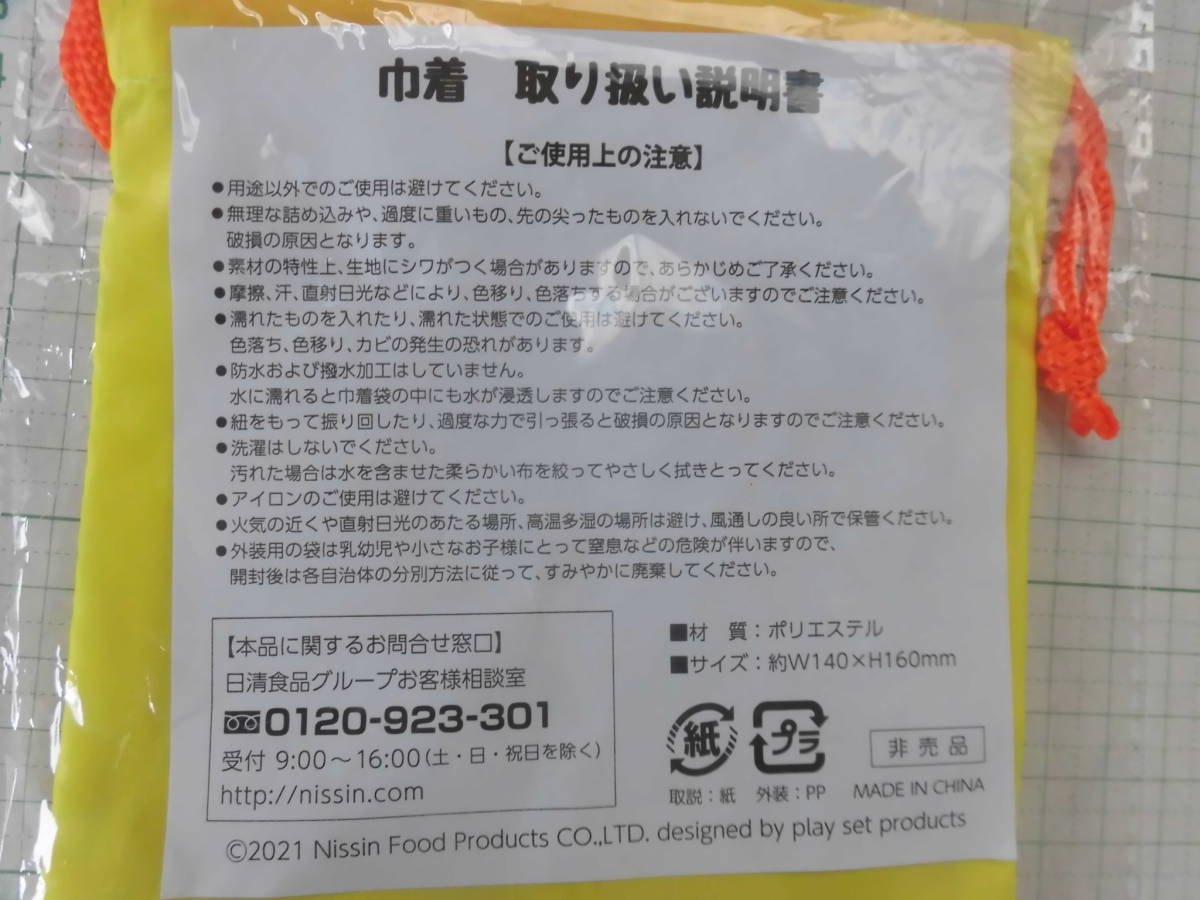 巾着　取り扱い説明書
【ご使用上の注意】
●用途以外でのご使用は避けてください。
●無理な詰め込みや、過度に重いもの、先の尖ったものを入れないでください。
破損の原因となります。
●素材の特性上、生地にシワがつく場合がありますので、あらかじめご了承ください。
●摩擦、汗、直射日光などにより、色移り、色落ちする場合がございますのでご注意ください。
●濡れたものを入れたり、濡れた状態でのご使用は避けてください。
色落ち、色移り、カビの発生の恐れがあります。
●防水および撥水加工はしていません。
水に濡れると巾着袋の中にも水が浸透しますのでご注意ください。
●紐をもって振り回したり、過度な力で引っ張ると破損の原因となりますのでご注意ください。
●洗濯はしないでください。
汚れた場合は水を含ませた柔らかい布を絞ってやさしく拭きとってください。
●アイロンのご使用は避けてください。
●火気の近くや直射日光のあたる場所、高温多湿の場所は避け、風通しの良い所で保管ください。
●外装用の袋は乳幼児や小さなお子様にとって窒息などの危険が伴いますので、
開封後は各自治体の分別方法に従って、すみやかに廃棄してください。
【本品に関するお問合せ窓口】
日清食品グループお客様相談室
0120-923-301
受付 9:00～16:00(土・日・祝日を除く)
http://nissin.com
■材　質：ポリエステル
■サイズ：約W140×H160mm
紙 プラ
非売品
取説：紙 外装：PP MADE IN CHINA
©2021 Nissin Food Products CO.,LTD. designed by play set products